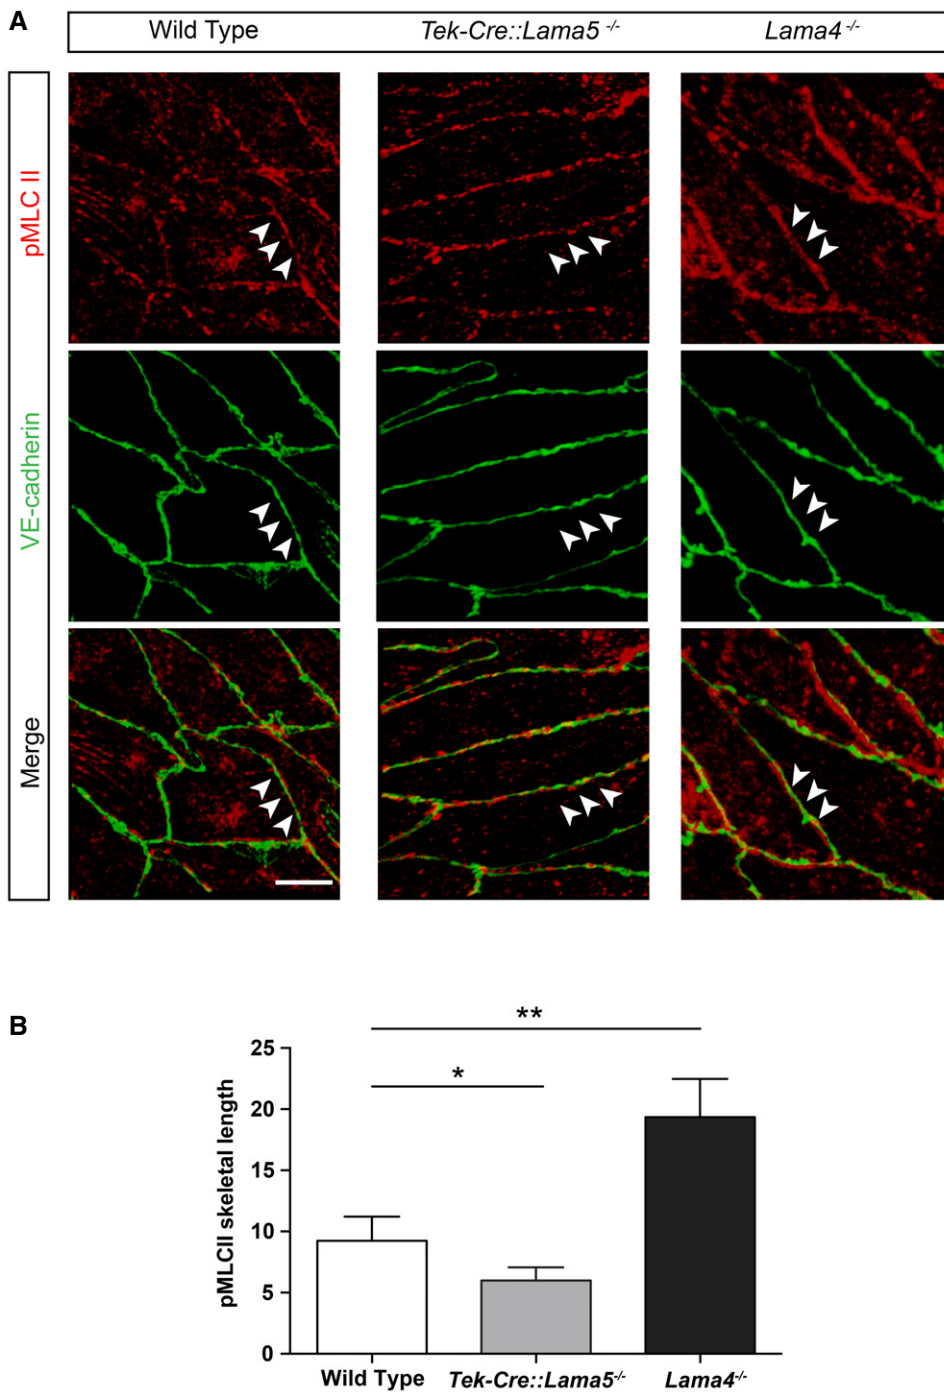 A
Wild Type
Tek-Cre::Lama5 -/-
Lama4 -/-
pMLC II
VE-cadherin
Merge
B
**
*
pMLCII skeletal length
25
20
15
10
5
0
Wild Type
Tek-Cre::Lama5-/-
Lama4-/-